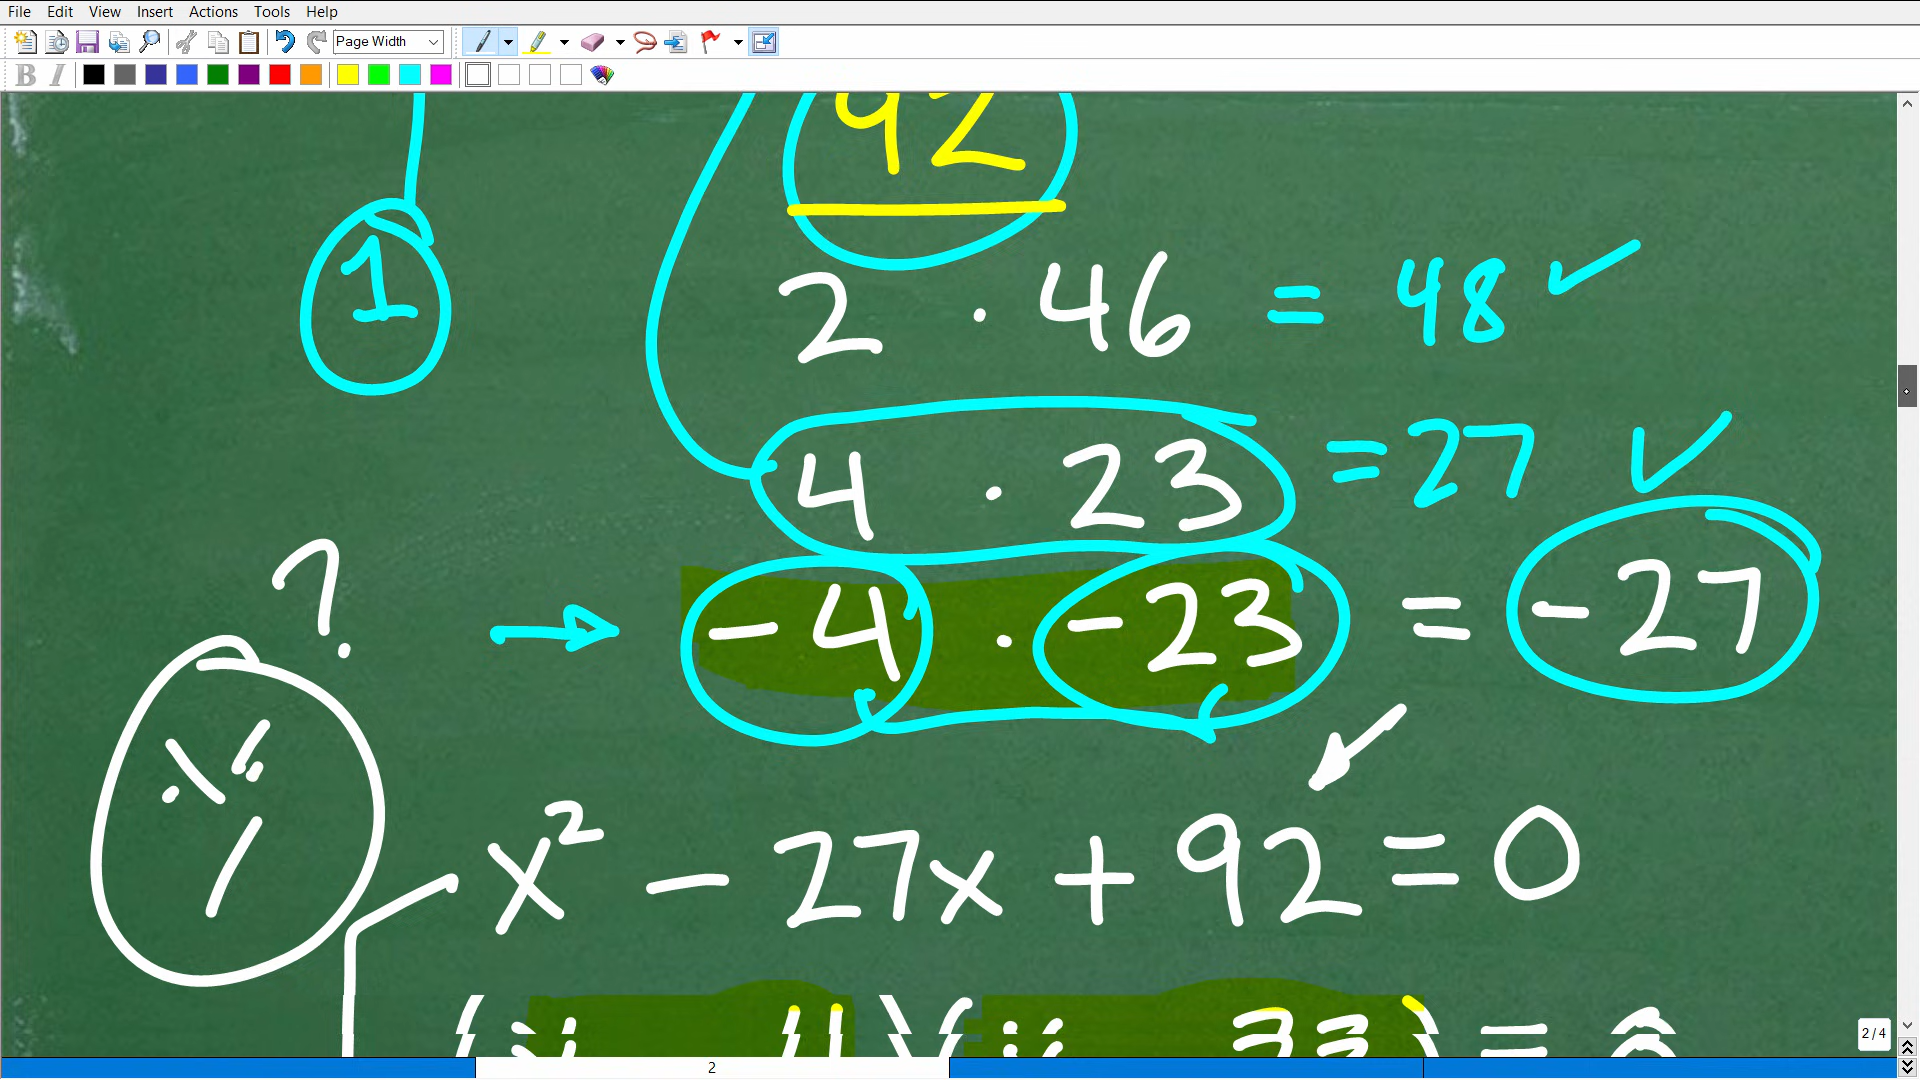 File Edit View Insert Actions Tools Help
Page Width
B I
92
1
2 · 46 = 48 ✓
4 · 23 = 27 ✓
?
→ -4 · -23 = -27
x² - 27x + 92 = 0
2 / 4
2